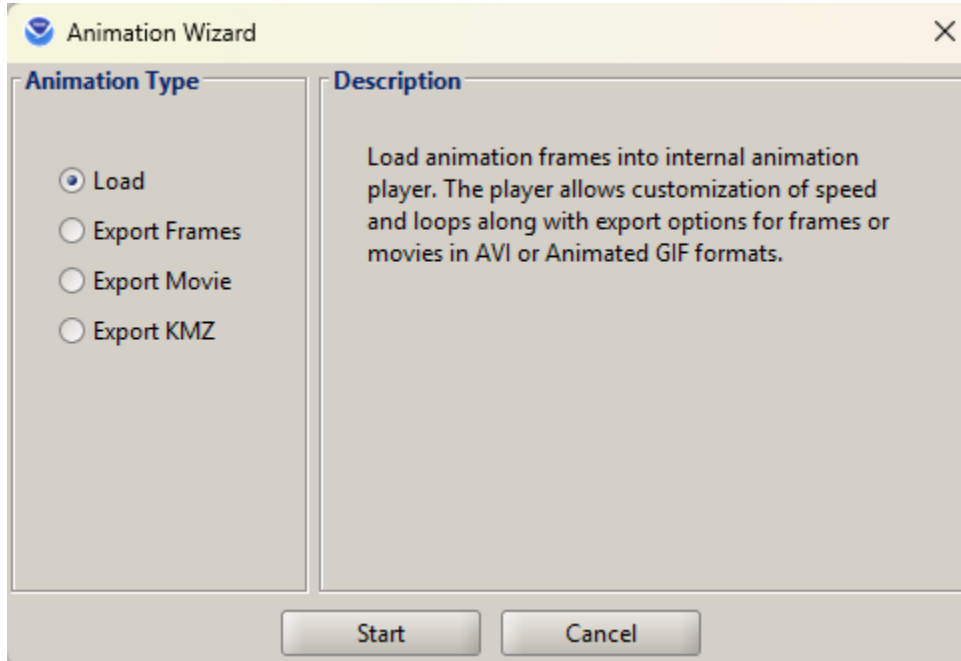 Animation Wizard
Animation Type
Load
Export Frames
Export Movie
Export KMZ
Description
Load animation frames into internal animation
player. The player allows customization of speed
and loops along with export options for frames or
movies in AVI or Animated GIF formats.
Start
Cancel